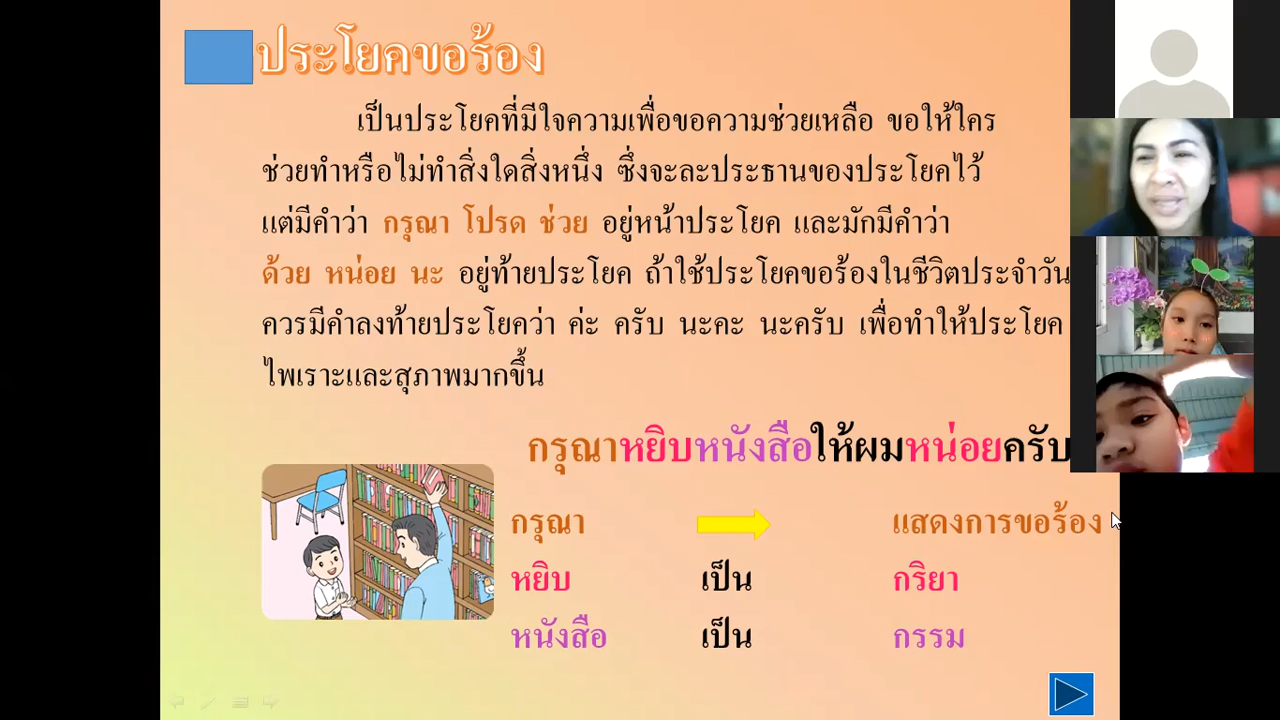 ประโยคขอร้อง
เป็นประโยคที่มีใจความเพื่อขอความช่วยเหลือ ขอให้ใคร
ช่วยทำหรือไม่ทำสิ่งใดสิ่งหนึ่ง ซึ่งจะละประธานของประโยคไว้
แต่มีคำว่า กรุณา โปรด ช่วย อยู่หน้าประโยค และมักมีคำว่า
ด้วย หน่อย นะ อยู่ท้ายประโยค ถ้าใช้ประโยคขอร้องในชีวิตประจำวัน
ควรมีคำลงท้ายประโยคว่า ค่ะ ครับ นะคะ นะครับ เพื่อทำให้ประโยค
ไพเราะและสุภาพมากขึ้น
กรุณาหยิบหนังสือให้ผมหน่อยครับ
กรุณา แสดงการขอร้อง
หยิบ เป็น กริยา
หนังสือ เป็น กรรม